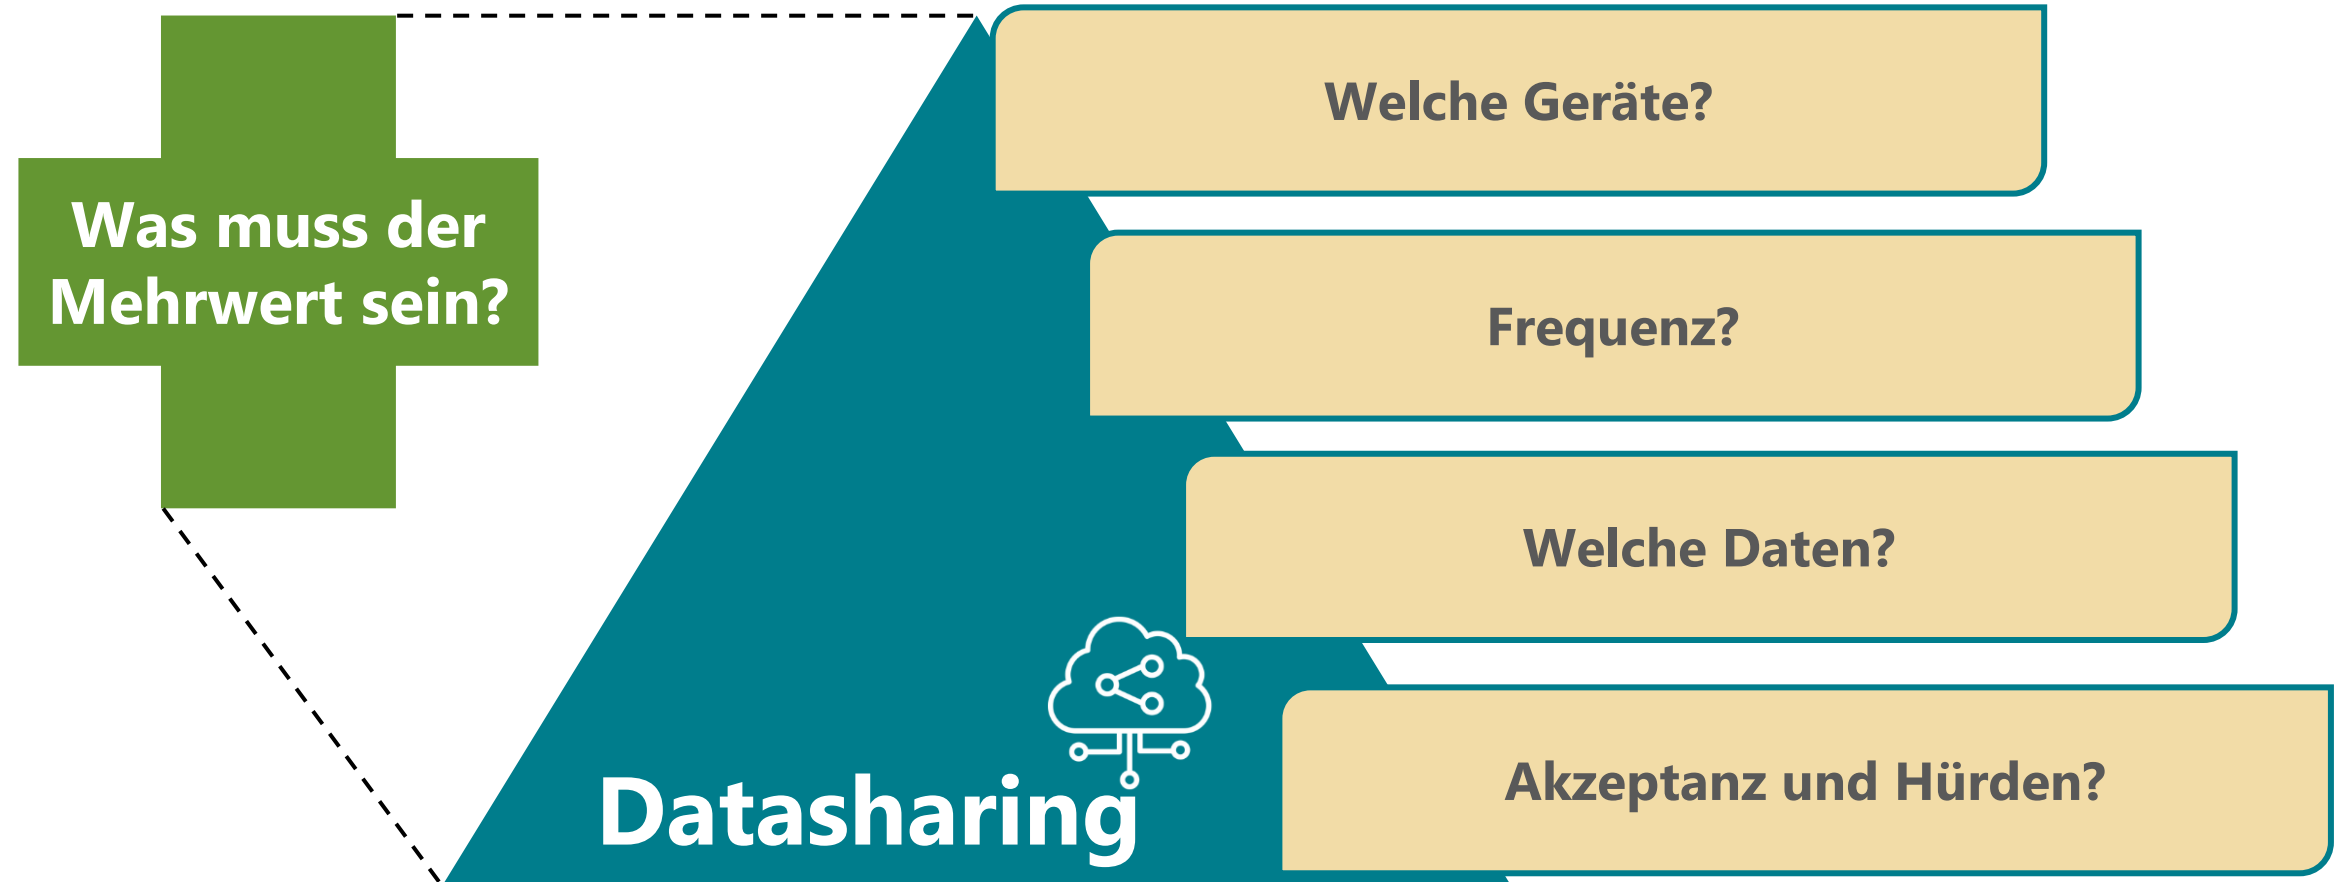 Was muss der
Mehrwert sein?
Welche Geräte?
Frequenz?
Welche Daten?
Akzeptanz und Hürden?
Datasharing